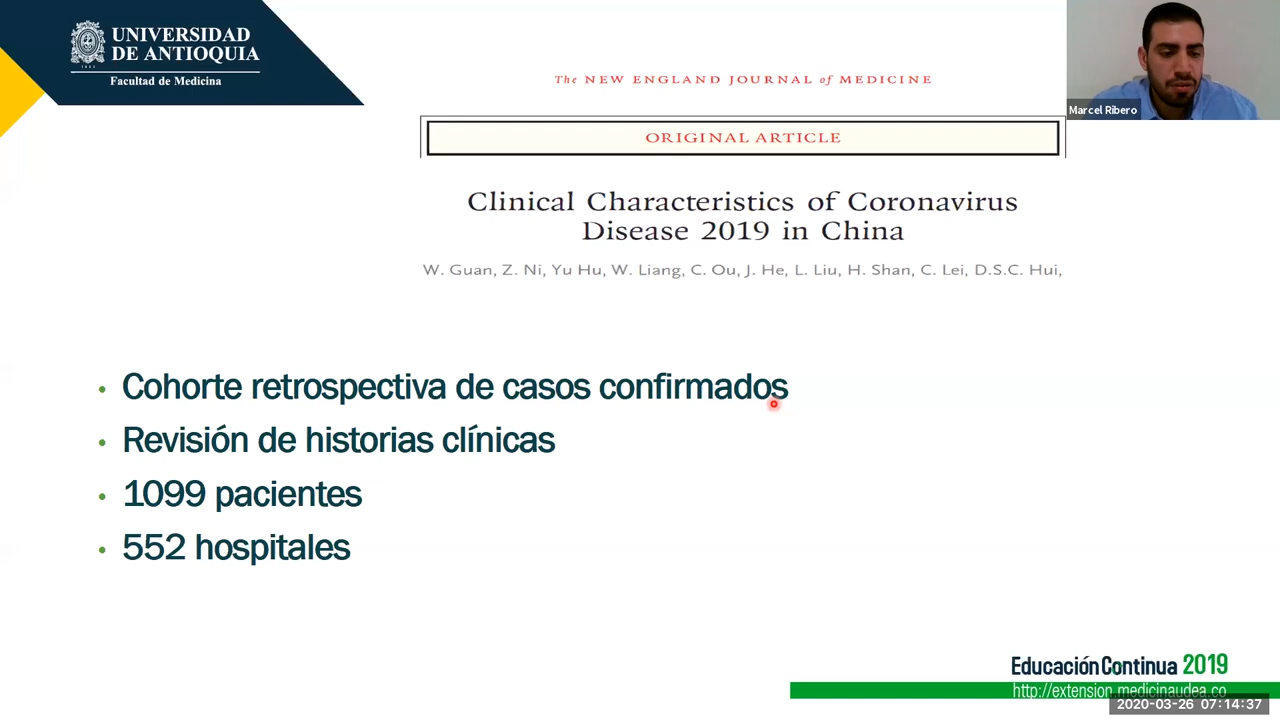 UNIVERSIDAD
DE ANTIOQUIA
1803
Facultad de Medicina
The NEW ENGLAND JOURNAL of MEDICINE
Marcel Ribero
ORIGINAL ARTICLE
Clinical Characteristics of Coronavirus
Disease 2019 in China
W. Guan, Z. Ni, Yu Hu, W. Liang, C. Ou, J. He, L. Liu, H. Shan, C. Lei, D.S.C. Hui,
• Cohorte retrospectiva de casos confirmados
• Revisión de historias clínicas
• 1099 pacientes
• 552 hospitales
Educación Continua 2019
http://extension.medicinaudea.co
2020-03-26 07:14:37